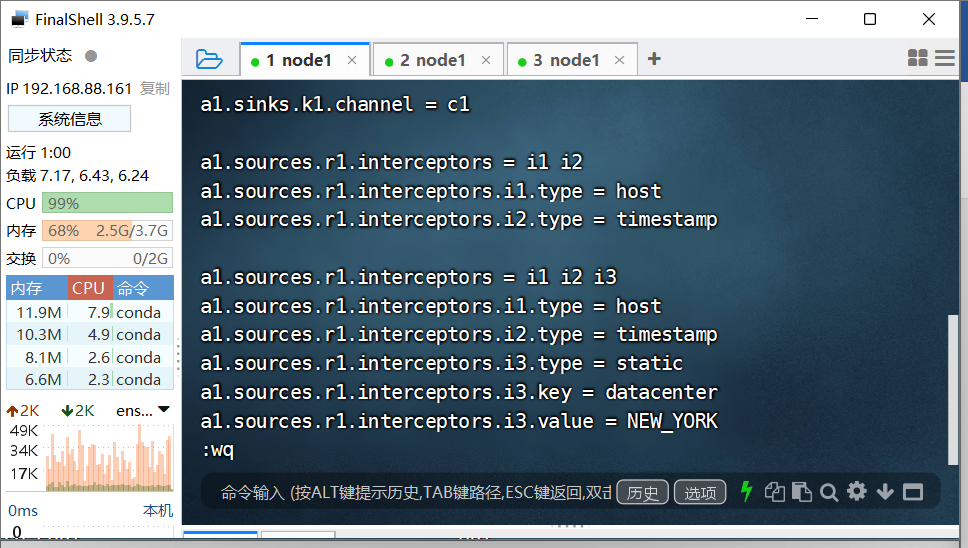 FinalShell 3.9.5.7
同步状态
IP 192.168.88.161 复制
系统信息
运行 1:00
负载 7.17, 6.43, 6.24
CPU 99%
内存 68% 2.5G/3.7G
交换 0% 0/2G
内存 CPU 命令
11.9M 7.9 conda
10.3M 4.9 conda
8.1M 2.6 conda
6.6M 2.3 conda
2K 2K ens...
49K
34K
17K
0ms 本机
0
1 node1
2 node1
3 node1
a1.sinks.k1.channel = c1
a1.sources.r1.interceptors = i1 i2
a1.sources.r1.interceptors.i1.type = host
a1.sources.r1.interceptors.i2.type = timestamp
a1.sources.r1.interceptors = i1 i2 i3
a1.sources.r1.interceptors.i1.type = host
a1.sources.r1.interceptors.i2.type = timestamp
a1.sources.r1.interceptors.i3.type = static
a1.sources.r1.interceptors.i3.key = datacenter
a1.sources.r1.interceptors.i3.value = NEW_YORK
:wq
命令输入 (按ALT键提示历史,TAB键路径,ESC键返回,双击 历史 选项